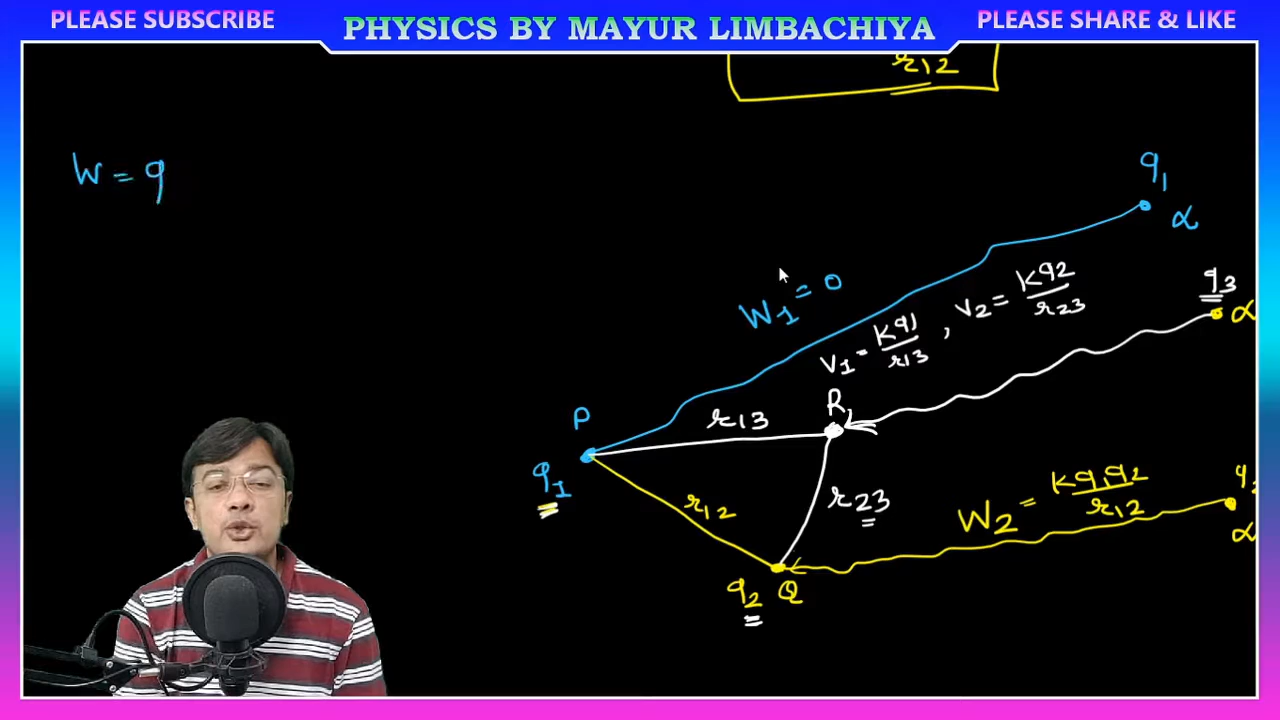 PLEASE SUBSCRIBE
PHYSICS BY MAYUR LIMBACHIYA
PLEASE SHARE & LIKE
r12
W = q
q1
α
W1 = 0
V1 = kq1/r13 , V2 = kq2/r23
q3
α
P
r13
R
q1
r12
r23
W2 = kq1q2/r12
α
q2 Q